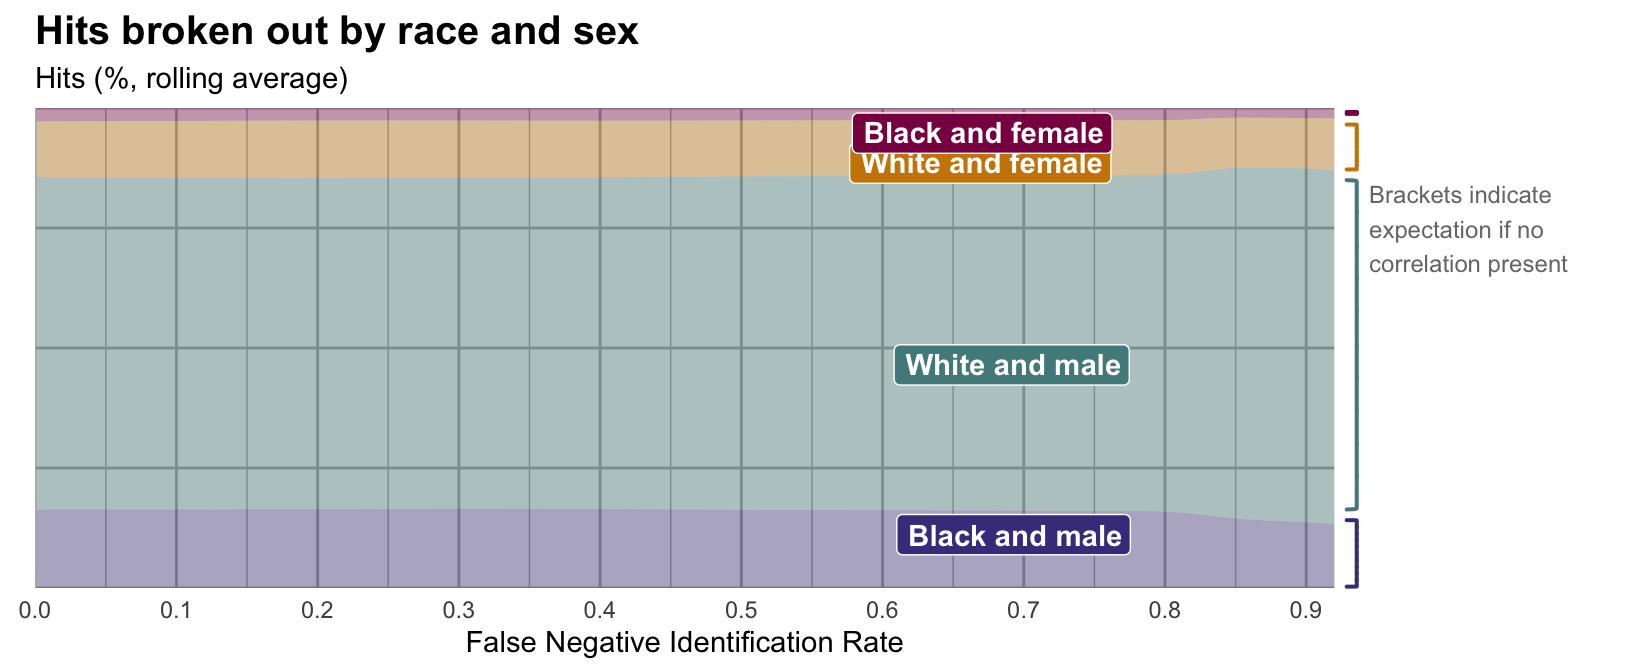 Hits broken out by race and sex
Hits (%, rolling average)
Black and female
White and female
Brackets indicate
expectation if no
correlation present
White and male
Black and male
0.0 0.1 0.2 0.3 0.4 0.5 0.6 0.7 0.8 0.9
False Negative Identification Rate